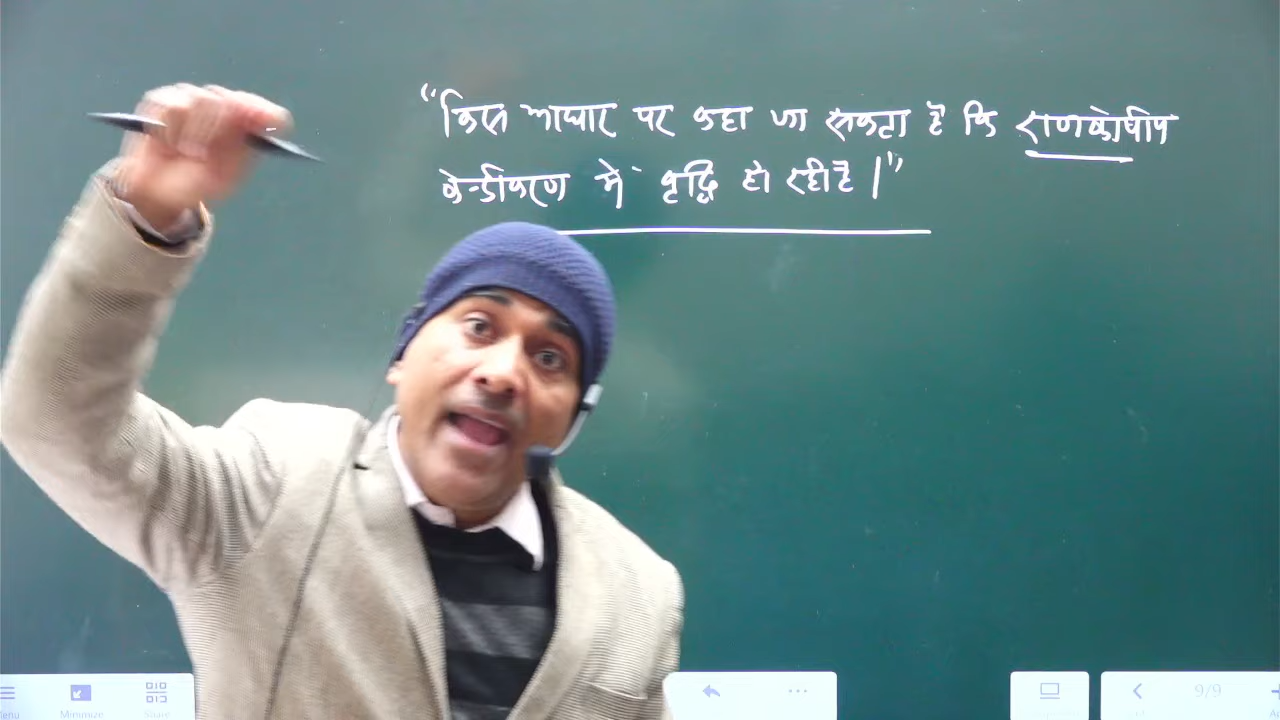 "किस आधार पर कहा जा सकता है कि राजकोषीय
केन्द्रीकरण में वृद्धि हो रही है।"
Minimize
Share
9/9